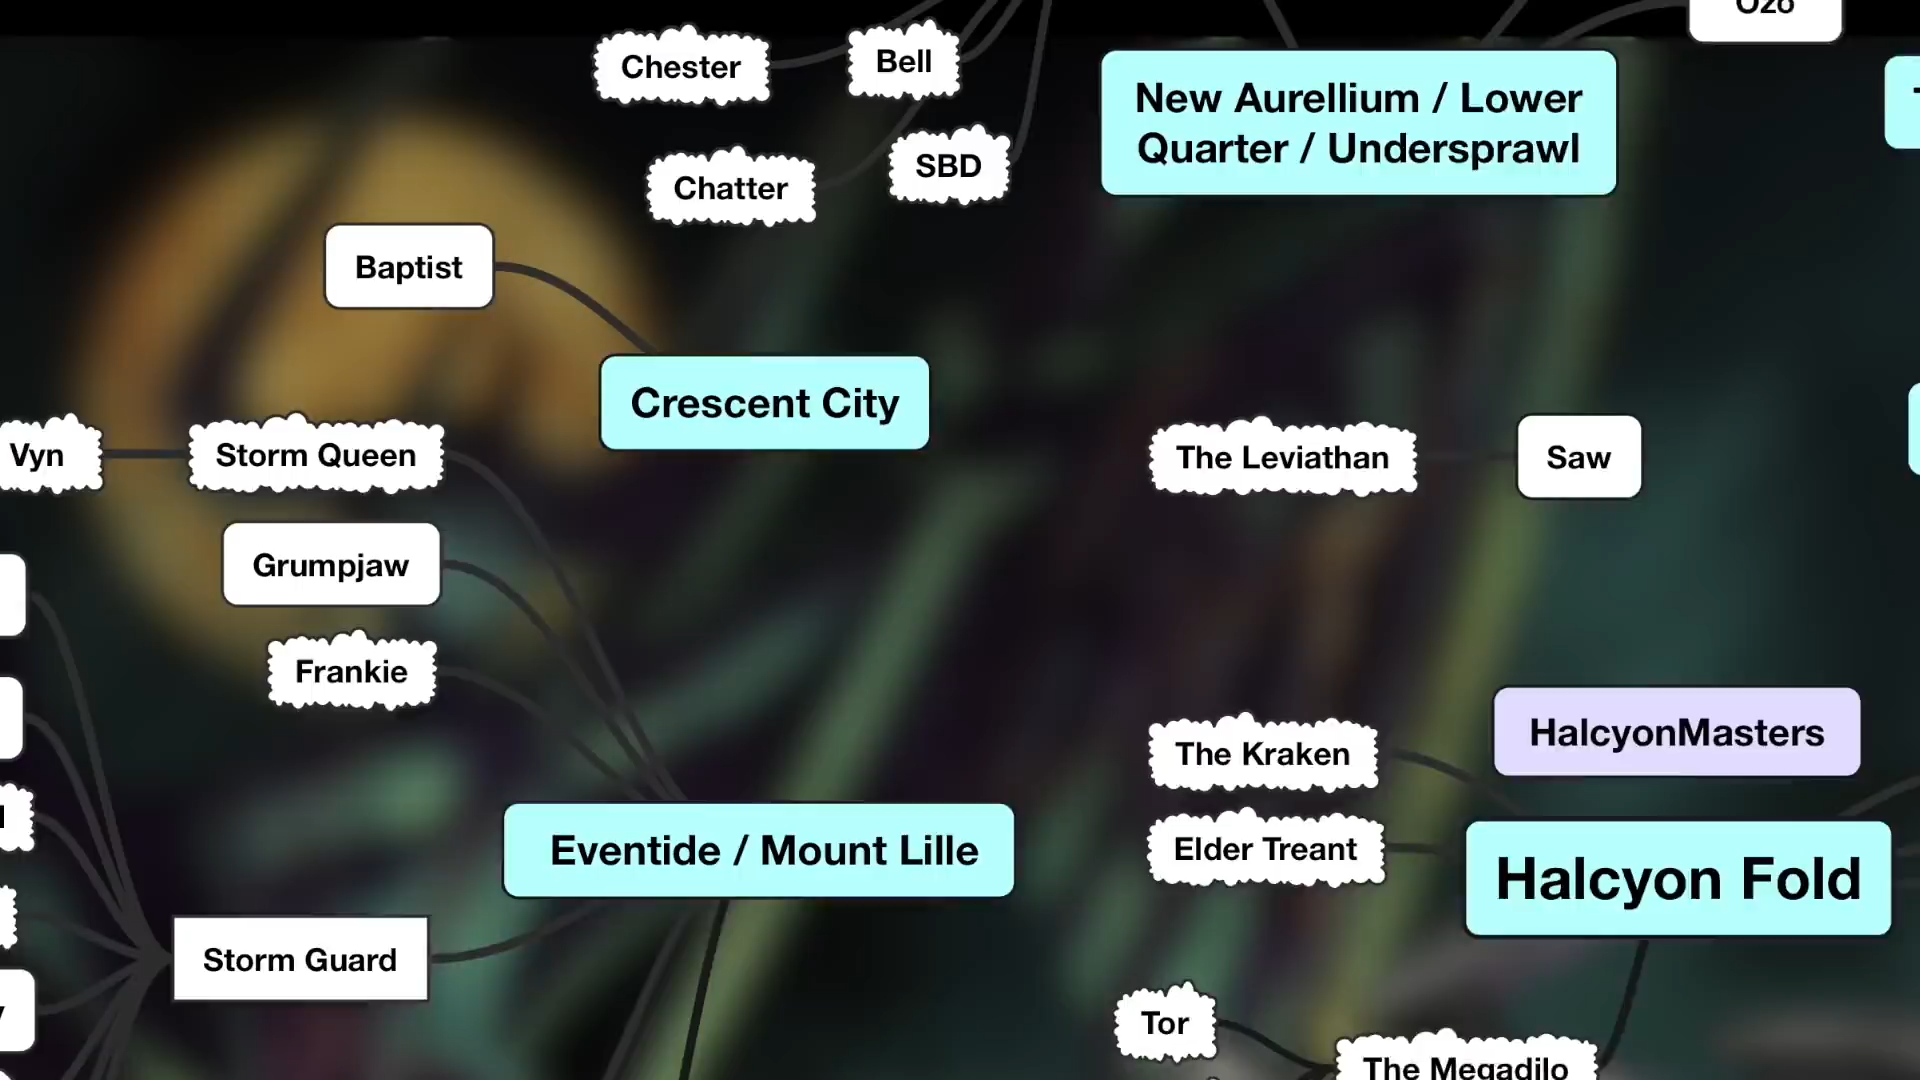 Ozo
Chester
Bell
New Aurellium / Lower
Quarter / Undersprawl
Chatter
SBD
Baptist
Crescent City
Vyn
Storm Queen
The Leviathan
Saw
Grumpjaw
Frankie
HalcyonMasters
The Kraken
Eventide / Mount Lille
Elder Treant
Halcyon Fold
Storm Guard
Tor
The Megadilo